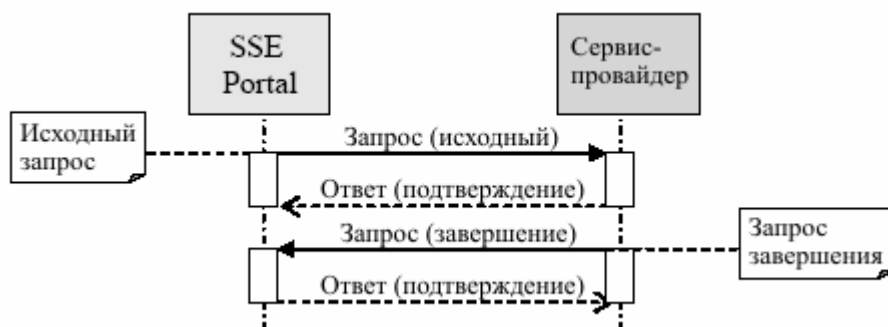 SSE
Portal
Сервис-
провайдер
Исходный
запрос
Запрос (исходный)
Ответ (подтверждение)
Запрос (завершение)
Запрос
завершения
Ответ (подтверждение)